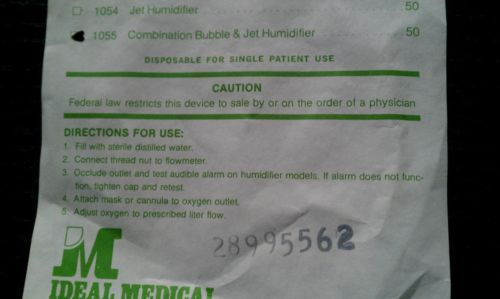 1054 Jet Humidifier 50
1055 Combination Bubble & Jet Humidifier 50
DISPOSABLE FOR SINGLE PATIENT USE
CAUTION
Federal law restricts this device to sale by or on the order of a physician
DIRECTIONS FOR USE:
1. Fill with sterile distilled water.
2. Connect thread nut to flowmeter.
3. Occlude outlet and test audible alarm on humidifier models. If alarm does not func-
tion, tighten cap and retest.
4. Attach mask or cannula to oxygen outlet.
5. Adjust oxygen to prescribed liter flow.
28995562
IDEAL MEDICAL